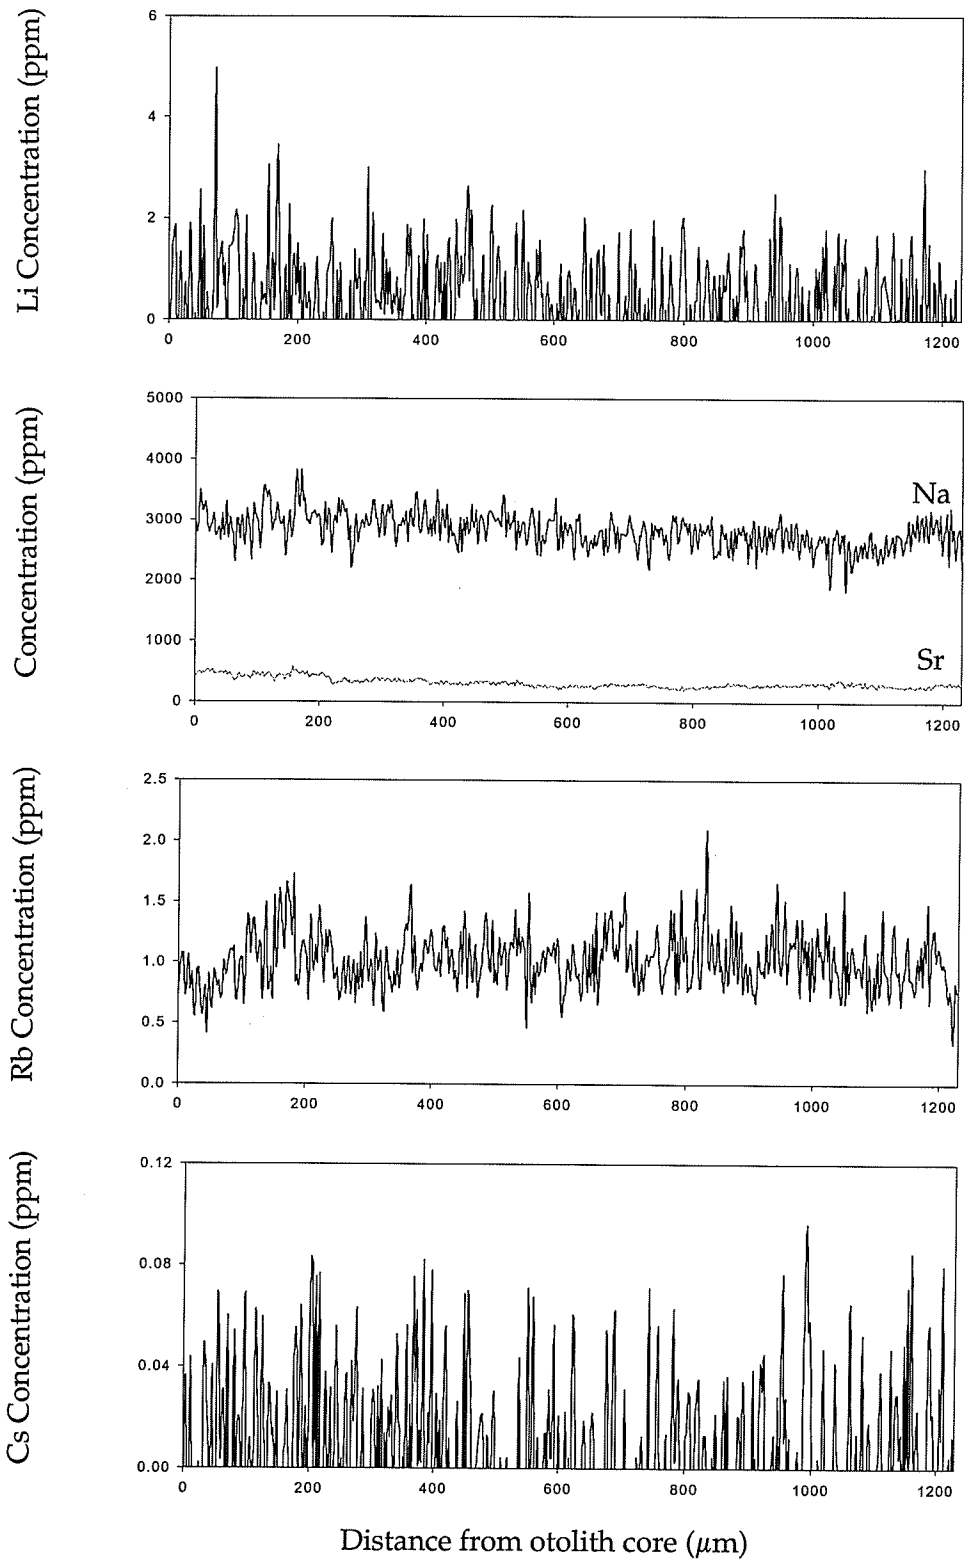 Li Concentration (ppm)
6
4
2
0
0 200 400 600 800 1000 1200
Concentration (ppm)
5000
4000
3000
2000
1000
0
Na
Sr
0 200 400 600 800 1000 1200
Rb Concentration (ppm)
2.5
2.0
1.5
1.0
0.5
0.0
0 200 400 600 800 1000 1200
Cs Concentration (ppm)
0.12
0.08
0.04
0.00
0 200 400 600 800 1000 1200
Distance from otolith core (μm)